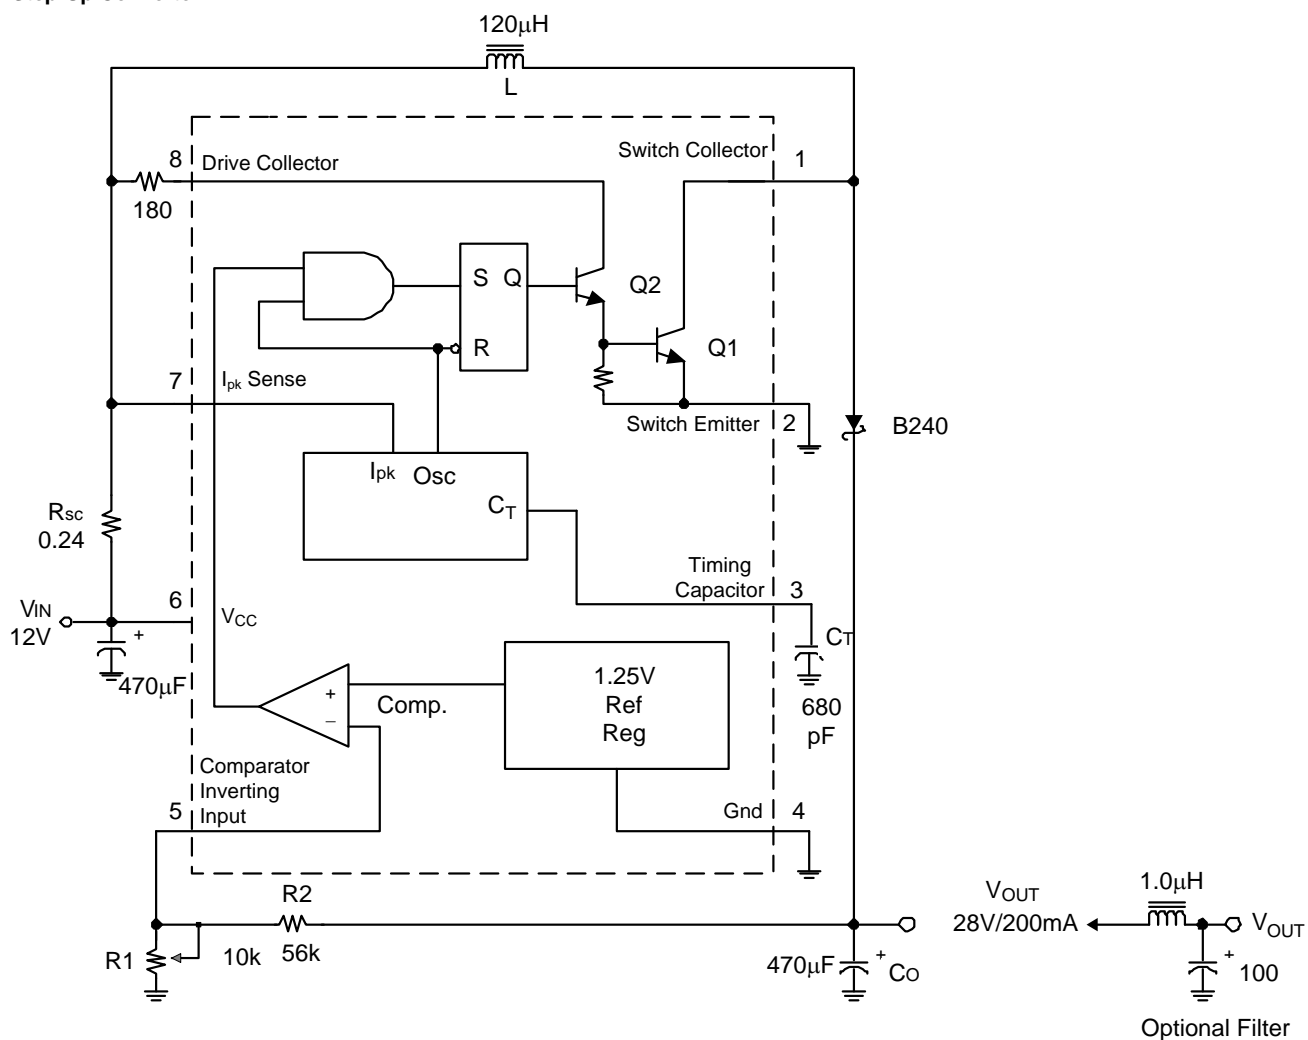 120μH
L
8
Drive Collector
Switch Collector
1
180
S
Q
Q2
R
Q1
7
Ipk Sense
Switch Emitter
2
B240
Ipk
Osc
CT
Rsc
0.24
Timing
Capacitor
3
6
VIN
12V
VCC
CT
470μF
+
+
−
Comp.
1.25V
Ref
Reg
680
pF
Comparator
Inverting
Input
5
Gnd
4
R2
R1
10k
56k
470μF
+
CO
VOUT
28V/200mA
1.0μH
VOUT
+
100
Optional Filter